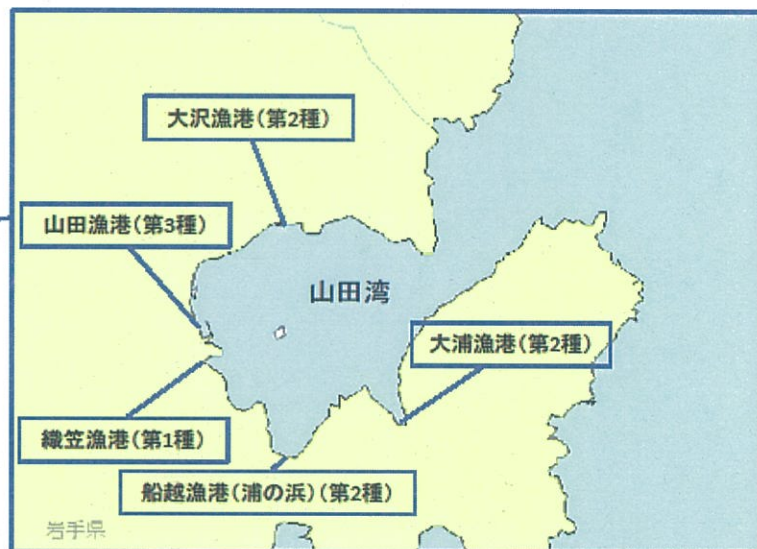 大沢漁港(第2種)
山田漁港(第3種)
山田湾
大浦漁港(第2種)
織笠漁港(第1種)
船越漁港(浦の浜)(第2種)
岩手県